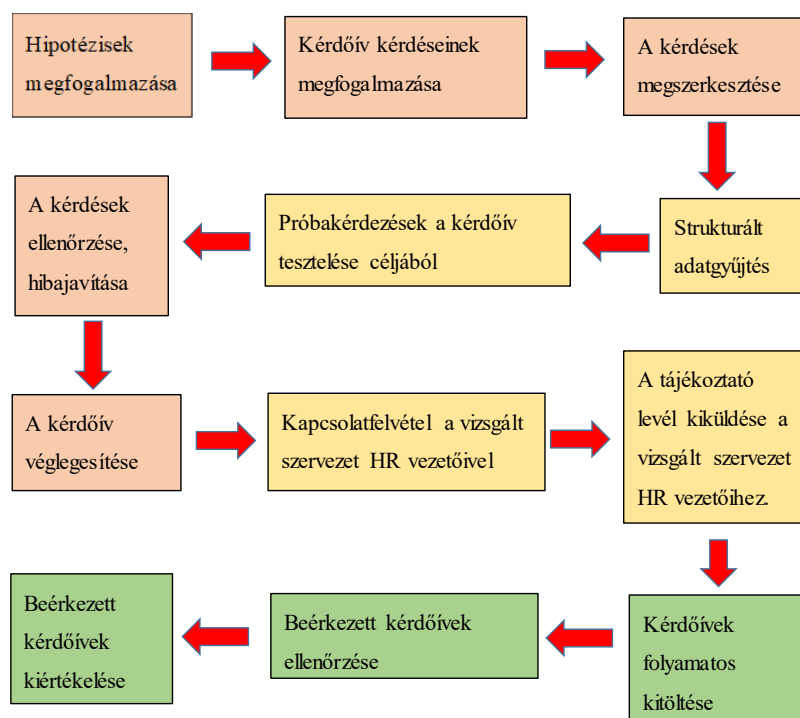 Hipotézisek
megfogalmazása
Kérdőív kérdéseinek
megfogalmazása
A kérdések
megszerkesztése
Strukturált
adatgyűjtés
Próbakérdezések a kérdőív
tesztelése céljából
A kérdések
ellenőrzése,
hibajavítása
A kérdőív
véglegesítése
Kapcsolatfelvétel a vizsgált
szervezet HR vezetőivel
A tájékoztató
levél kiküldése a
vizsgált szervezet
HR vezetőihez.
Kérdőívek
folyamatos
kitöltése
Beérkezett kérdőívek
ellenőrzése
Beérkezett
kérdőívek
kiértékelése